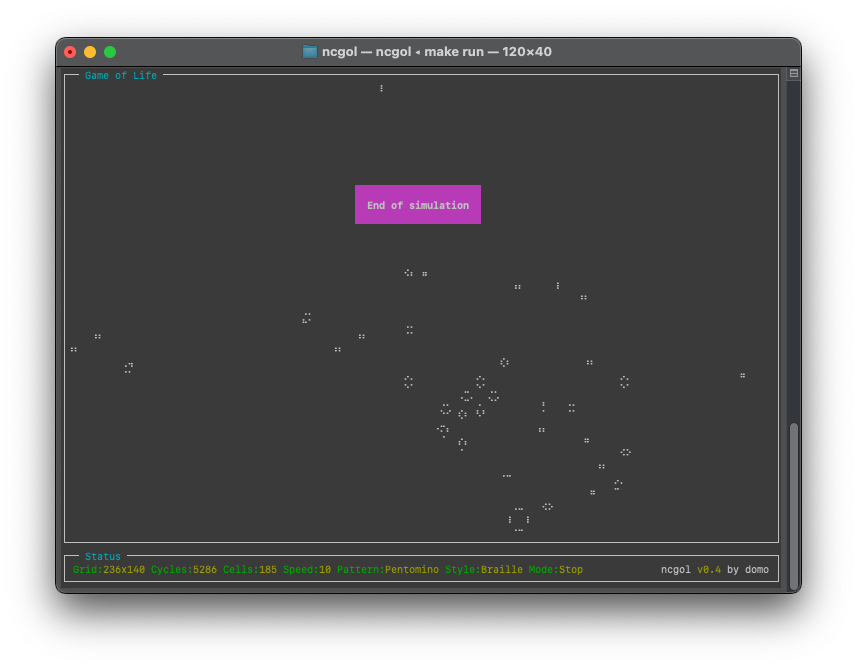 ncgol — ncgol ◂ make run — 120×40
Game of Life
End of simulation
Status
Grid:236x140 Cycles:5286 Cells:185 Speed:10 Pattern:Pentomino Style:Braille Mode:Stop ncgol v0.4 by domo